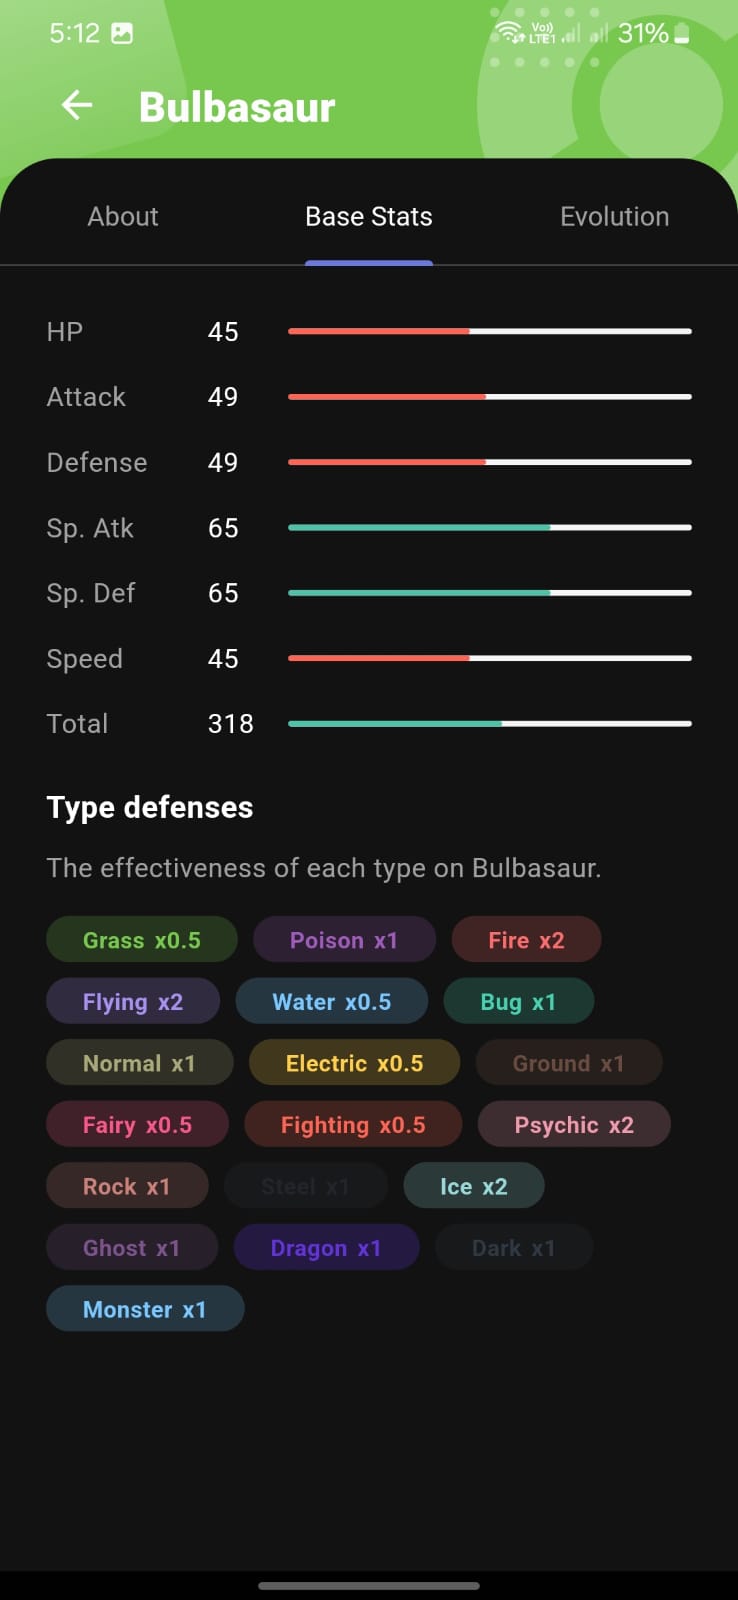 5:12 Vo)) LTE1 31%
Bulbasaur
About Base Stats Evolution
HP 45
Attack 49
Defense 49
Sp. Atk 65
Sp. Def 65
Speed 45
Total 318
Type defenses
The effectiveness of each type on Bulbasaur.
Grass x0.5 Poison x1 Fire x2
Flying x2 Water x0.5 Bug x1
Normal x1 Electric x0.5 Ground x1
Fairy x0.5 Fighting x0.5 Psychic x2
Rock x1 Steel x1 Ice x2
Ghost x1 Dragon x1 Dark x1
Monster x1